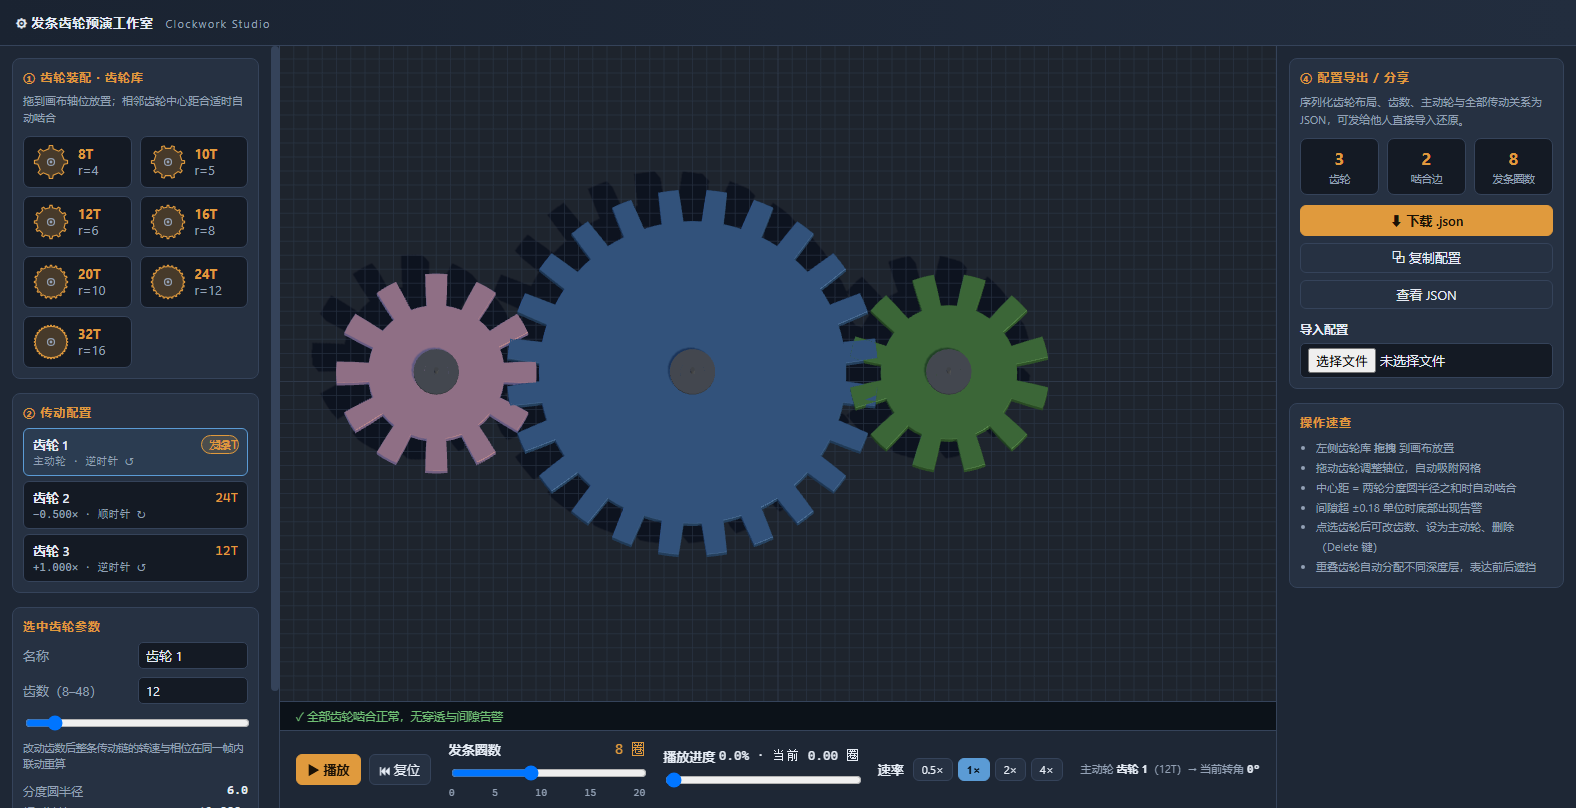 ⚙ 发条齿轮预演工作室 Clockwork Studio
① 齿轮装配 · 齿轮库
拖到画布轴位放置；相邻齿轮中心距合适时自
动啮合
8T
r=4
10T
r=5
12T
r=6
16T
r=8
20T
r=10
24T
r=12
32T
r=16
② 传动配置
齿轮 1
主动轮 · 逆时针 ↺
齿轮 2 24T
−0.500× · 顺时针 ↻
齿轮 3 12T
+1.000× · 逆时针 ↺
选中齿轮参数
名称 齿轮 1
齿数（8–48） 12
改动齿数后整条传动链的转速与相位在同一帧内
联动重算
分度圆半径 6.0
✓ 全部齿轮啮合正常，无穿透与间隙告警
▶ 播放
⏮ 复位
发条圈数 8 圈
0 5 10 15 20
播放进度 0.0% · 当前 0.00 圈
速率 0.5× 1× 2× 4×
主动轮 齿轮 1 (12T) → 当前转角 0°
④ 配置导出 / 分享
序列化齿轮布局、齿数、主动轮与全部传动关系为
JSON，可发给他人直接导入还原。
3
齿轮
2
啮合边
8
发条圈数
⬇ 下载 .json
复制配置
查看 JSON
导入配置
选择文件 未选择文件
操作速查
• 左侧齿轮库 拖拽 到画布放置
• 拖动齿轮调整轴位，自动吸附网格
• 中心距 = 两轮分度圆半径之和时自动啮合
• 间隙超 ±0.18 单位时底部出现告警
• 点选齿轮后可改齿数、设为主动轮、删除
（Delete 键）
• 重叠齿轮自动分配不同深度层，表达前后遮挡